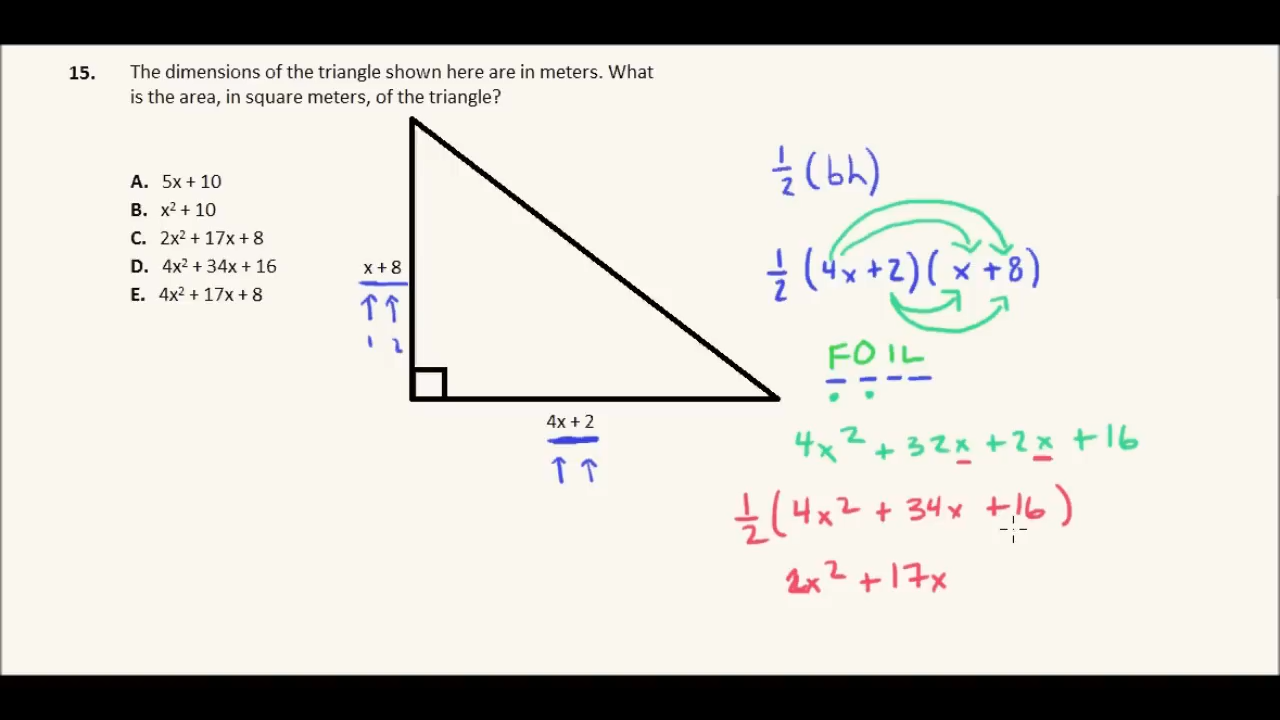 15. The dimensions of the triangle shown here are in meters. What
is the area, in square meters, of the triangle?
A. 5x + 10
B. x² + 10
C. 2x² + 17x + 8
D. 4x² + 34x + 16
E. 4x² + 17x + 8
x + 8
1 2
4x + 2
1/2 (bh)
1/2 (4x+2)(x+8)
FOIL
4x² + 32x + 2x + 16
1/2 (4x² + 34x + 16)
2x² + 17x